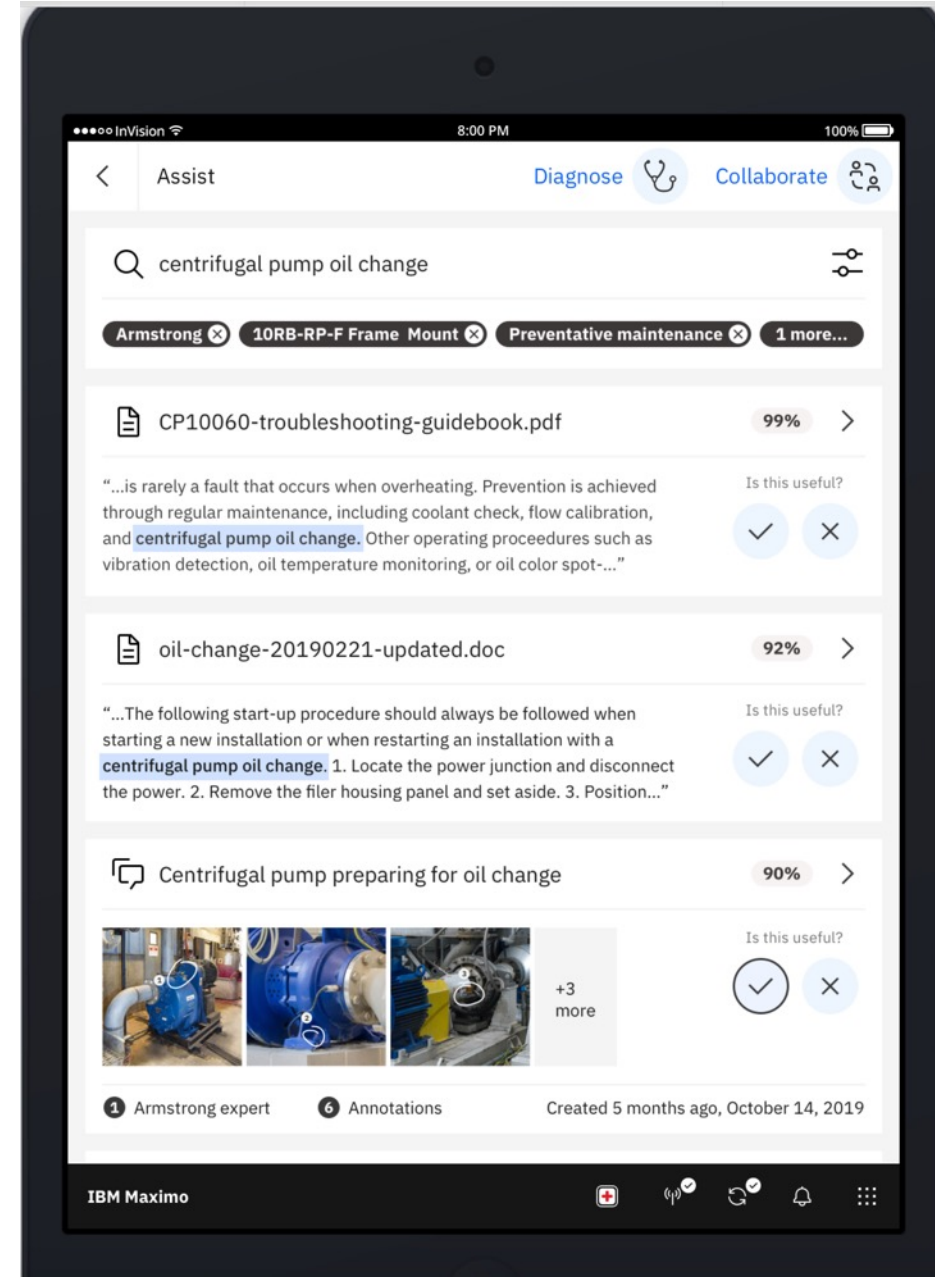 InVision 8:00 PM 100%
Assist Diagnose Collaborate
centrifugal pump oil change
Armstrong 10RB-RP-F Frame Mount Preventative maintenance 1 more...
CP10060-troubleshooting-guidebook.pdf 99%
“...is rarely a fault that occurs when overheating. Prevention is achieved
through regular maintenance, including coolant check, flow calibration,
and centrifugal pump oil change. Other operating proceedures such as
vibration detection, oil temperature monitoring, or oil color spot-...”
Is this useful?
oil-change-20190221-updated.doc 92%
“...The following start-up procedure should always be followed when
starting a new installation or when restarting an installation with a
centrifugal pump oil change. 1. Locate the power junction and disconnect
the power. 2. Remove the filer housing panel and set aside. 3. Position...”
Is this useful?
Centrifugal pump preparing for oil change 90%
1
2
3
+3
more
Is this useful?
1 Armstrong expert 6 Annotations Created 5 months ago, October 14, 2019
IBM Maximo